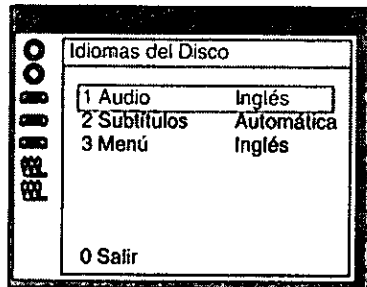 Idiomas del Disco
1 Audio Inglés
2 Subtítulos Automática
3 Menú Inglés
0 Salir